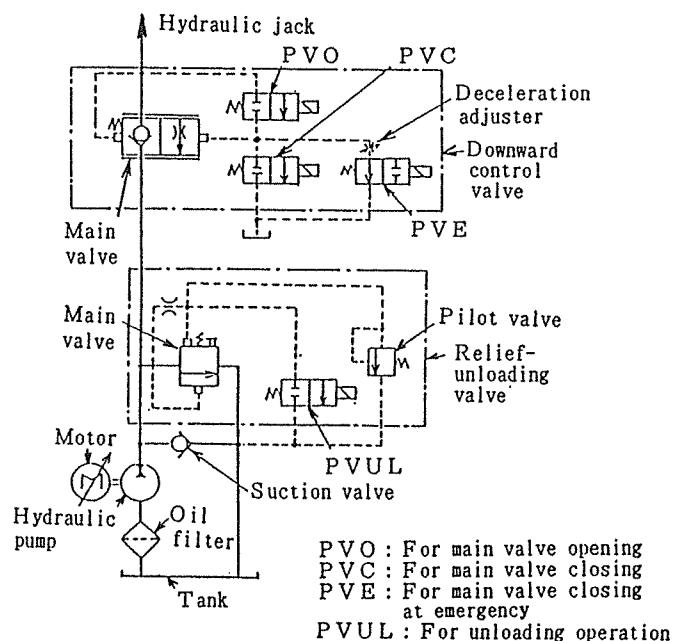 Hydraulic jack
PVO
PVC
Deceleration
adjuster
Downward
control
valve
PVE
Main
valve
Main
valve
Pilot valve
Relief-
unloading
valve
PVUL
Motor
Suction valve
Hydraulic
pump
Oil
filter
Tank
PVO : For main valve opening
PVC : For main valve closing
PVE : For main valve closing
at emergency
PVUL : For unloading operation